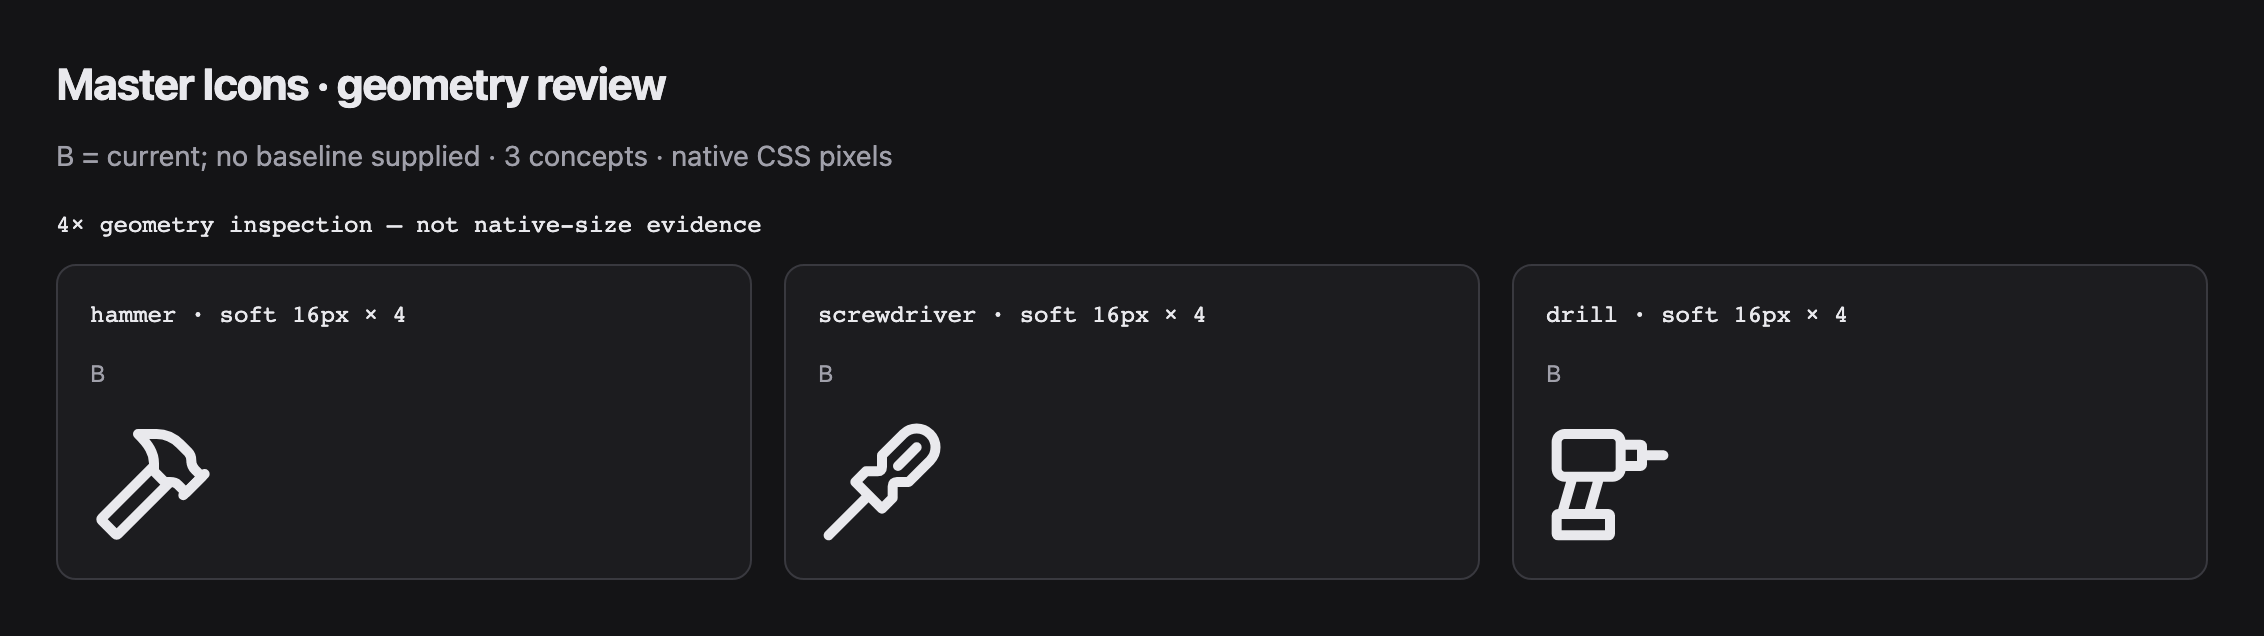 Master Icons · geometry review
B = current; no baseline supplied · 3 concepts · native CSS pixels
4× geometry inspection — not native-size evidence
hammer · soft 16px × 4
B
screwdriver · soft 16px × 4
B
drill · soft 16px × 4
B